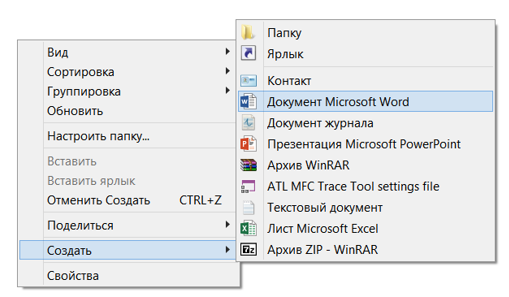 Вид
Сортировка
Группировка
Обновить
Настроить папку...
Вставить
Вставить ярлык
Отменить Создать CTRL+Z
Поделиться
Создать
Свойства
Папку
Ярлык
Контакт
Документ Microsoft Word
Документ журнала
Презентация Microsoft PowerPoint
Архив WinRAR
ATL MFC Trace Tool settings file
Текстовый документ
Лист Microsoft Excel
Архив ZIP - WinRAR